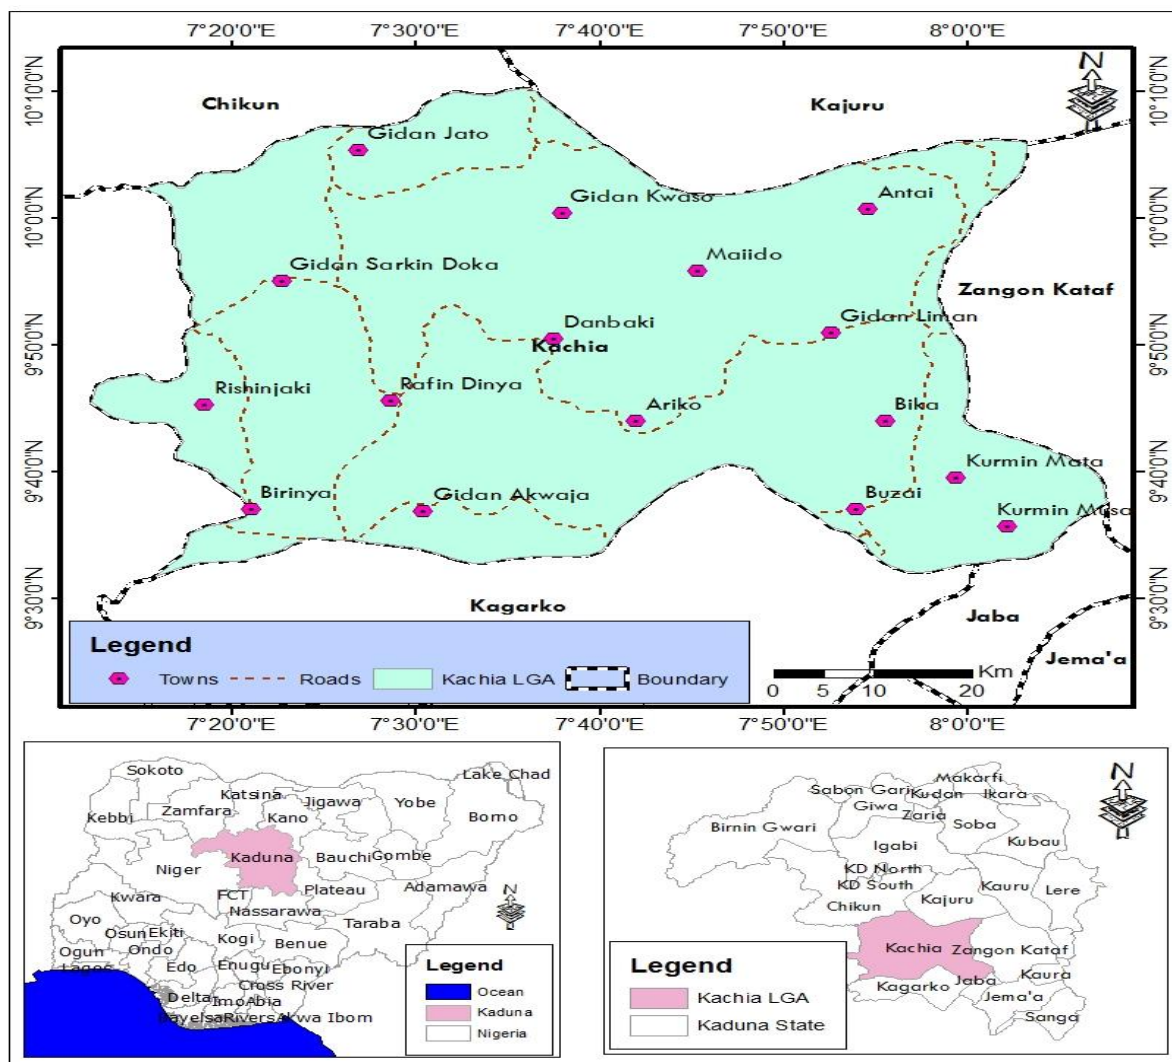 7°20'0"E 7°30'0"E 7°40'0"E 7°50'0"E 8°0'0"E
10°10'0"N 10°0'0"N 9°50'0"N 9°40'0"N 9°30'0"N
10°10'0"N 10°0'0"N 9°50'0"N 9°40'0"N 9°30'0"N
N
Chikun
Kajuru
Gidan Jato
Gidan Kwaso
Antai
Maiido
Gidan Sarkin Doka
Zangon Kataf
Danbaki
Gidan Liman
Kachia
Rishinjaki
Rafin Dinya
Ariko
Bika
Kurmin Mata
Birinya
Gidan Akwaja
Buzai
Kurmin Musa
Kagarko
Jaba
Jema'a
Legend
Towns Roads Kachia LGA Boundary
Km
0 5 10 20
7°20'0"E 7°30'0"E 7°40'0"E 7°50'0"E 8°0'0"E
Sokoto
Lake Chad
Katsina
Jigawa
Yobe
Zamfara
Kano
Kebbi
Borno
Kaduna
Bauchi
Gombe
Niger
Plateau
Adamawa
FCT
Kwara
Nassarawa
Taraba
Oyo
Osun
Ekiti
Kogi
Benue
Ogun
Ondo
Lagos
Edo
Enugu
Ebonyi
Cross River
Delta
Imo
Abia
Bayelsa
Rivers
Akwa Ibom
N
Legend
Ocean
Kaduna
Nigeria
N
Makarfi
Sabon Gari
Kudan
Ikara
Giwa
Zaria
Soba
Birnin Gwari
Kubau
Igabi
KD North
KD South
Kauru
Lere
Chikun
Kajuru
Kachia
Zangon Kataf
Kaura
Kagarko
Jaba
Jema'a
Sanga
Legend
Kachia LGA
Kaduna State